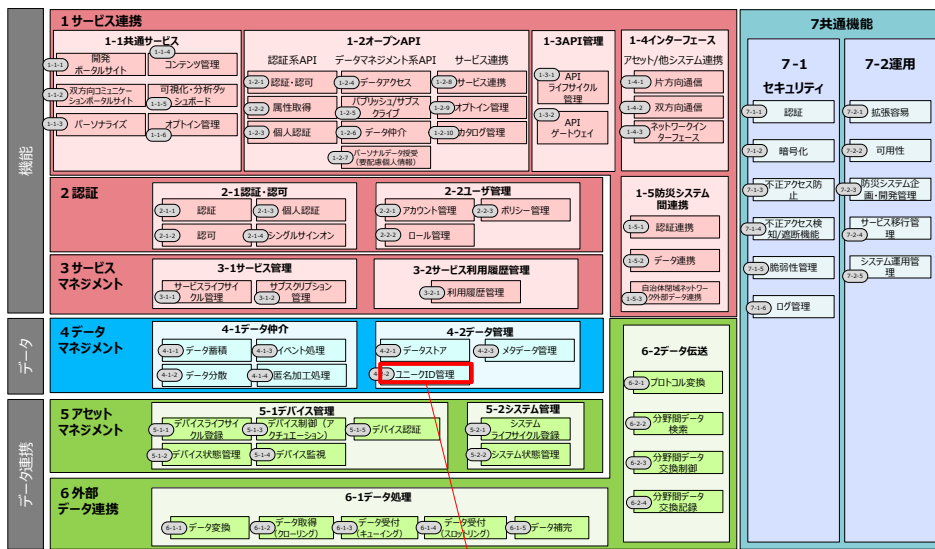 機能
データ
データ連携
1サービス連携
1-1共通サービス
1-1-1
開発
ポータルサイト
1-1-2
双方向コミュニケー
ションポータルサイト
1-1-3
パーソナライズ
1-1-4
コンテンツ管理
1-1-5
可視化・分析ダッ
シュボード
1-1-6
オプトイン管理
1-2オープンAPI
認証系API
データマネジメント系API
サービス連携
1-2-1
認証・認可
1-2-2
属性取得
1-2-3
個人認証
1-2-4
データアクセス
1-2-5
パブリッシュ/サブス
クライブ
1-2-6
データ仲介
1-2-7
パーソナルデータ授受
(要配慮個人情報)
1-2-8
サービス連携
1-2-9
オプトイン管理
1-2-10
カタログ管理
1-3API管理
1-3-1
API
ライフサイクル
管理
1-3-2
API
ゲートウェイ
1-4インターフェース
アセット/他システム連携
1-4-1
片方向通信
1-4-2
双方向通信
1-4-3
ネットワークイン
ターフェース
1-5防災システム
間連携
1-5-1
認証連携
1-5-2
データ連携
1-5-3
自治体閉域ネットワー
ク外部データ連携
2認証
2-1認証・認可
2-1-1
認証
2-1-2
認可
2-1-3
個人認証
2-1-4
シングルサインオン
2-2ユーザ管理
2-2-1
アカウント管理
2-2-2
ロール管理
2-2-3
ポリシー管理
3サービス
マネジメント
3-1サービス管理
3-1-1
サービスライフサイ
クル管理
3-1-2
サブスクリプション
管理
3-2サービス利用履歴管理
3-2-1
利用履歴管理
4データ
マネジメント
4-1データ仲介
4-1-1
データ蓄積
4-1-2
データ分散
4-1-3
イベント処理
4-1-4
匿名加工処理
4-2データ管理
4-2-1
データストア
4-2-2
ユニークID管理
4-2-3
メタデータ管理
5アセット
マネジメント
5-1デバイス管理
5-1-1
デバイスライフサイ
クル登録
5-1-2
デバイス状態管理
5-1-3
デバイス制御(ア
クチュエーション)
5-1-4
デバイス監視
5-1-5
デバイス認証
5-2システム管理
5-2-1
システム
ライフサイクル登録
5-2-2
システム状態管理
6外部
データ連携
6-1データ処理
6-1-1
データ変換
6-1-2
データ取得
(クローリング)
6-1-3
データ受付
(キューイング)
6-1-4
データ受付
(スロットリング)
6-1-5
データ補完
6-2データ伝送
6-2-1
プロトコル変換
6-2-2
分野間データ
検索
6-2-3
分野間データ
交換制御
6-2-4
分野間データ
交換記録
7共通機能
7-1
セキュリティ
7-1-1
認証
7-1-2
暗号化
7-1-3
不正アクセス防
止
7-1-4
不正アクセス検
知/遮断機能
7-1-5
脆弱性管理
7-1-6
ログ管理
7-2運用
7-2-1
拡張容易
7-2-2
可用性
7-2-3
防災システム企
画・開発管理
7-2-4
サービス移行管
理
7-2-5
システム運用管
理